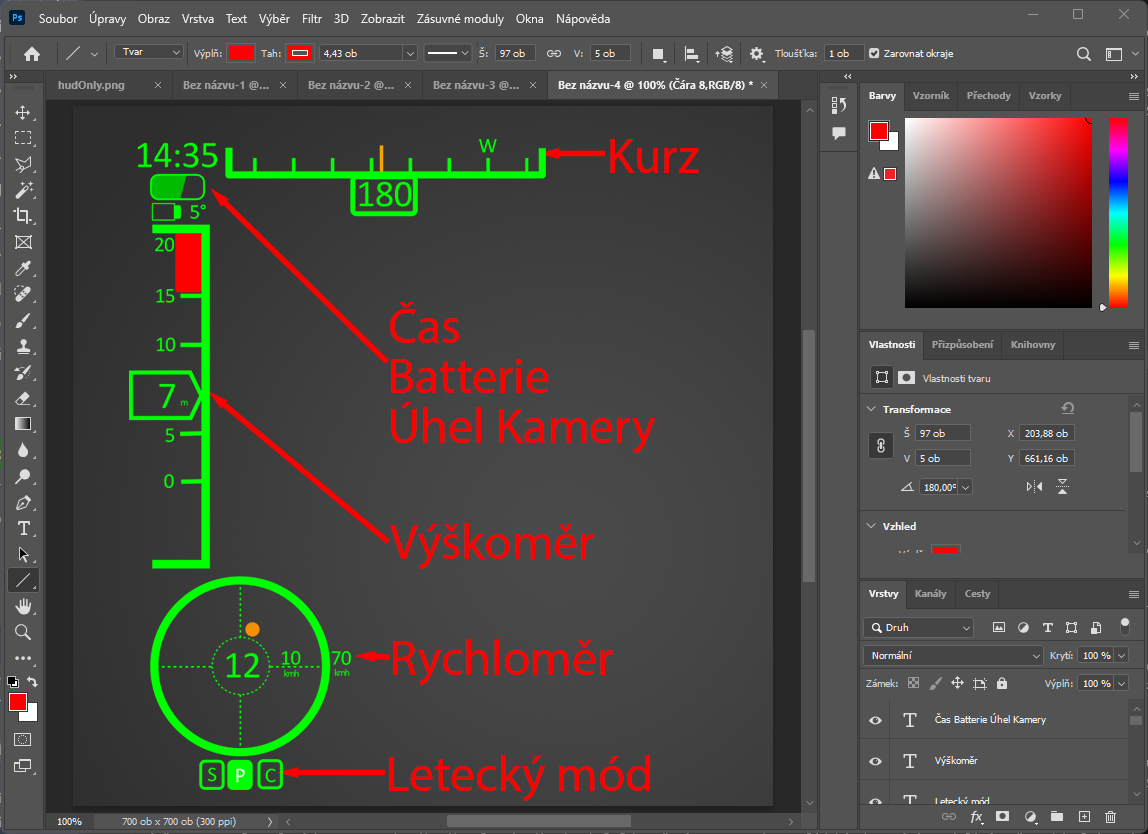 Ps Soubor Úpravy Obraz Vrstva Text Výběr Filtr 3D Zobrazit Zásuvné moduly Okna Nápověda
Tvar Výplň: Tah: 4,43 ob Š: 97 ob V: 5 ob Tloušťka: 1 ob Zarovnat okraje
hudOnly.png Bez názvu-1 @... Bez názvu-2 @... Bez názvu-3 @... Bez názvu-4 @ 100% (Čára 8,RGB/8) *
14:35
W
180
Kurz
5°
20
15
10
7 m
5
0
Čas
Batterie
Úhel Kamery
Výškoměr
12
10 kmh
70 kmh
Rychloměr
S P C
Letecký mód
100% 700 ob x 700 ob (300 ppi)
Barvy Vzorník Přechody Vzorky
Vlastnosti Přizpůsobení Knihovny
Vlastnosti tvaru
Transformace
Š 97 ob X 203,88 ob
V 5 ob Y 661,16 ob
180,00°
Vzhled
Vrstvy Kanály Cesty
Druh
Normální Krytí: 100 %
Zámek: Výplň: 100 %
Čas Batterie Úhel Kamery
Výškoměr
Letecký mód